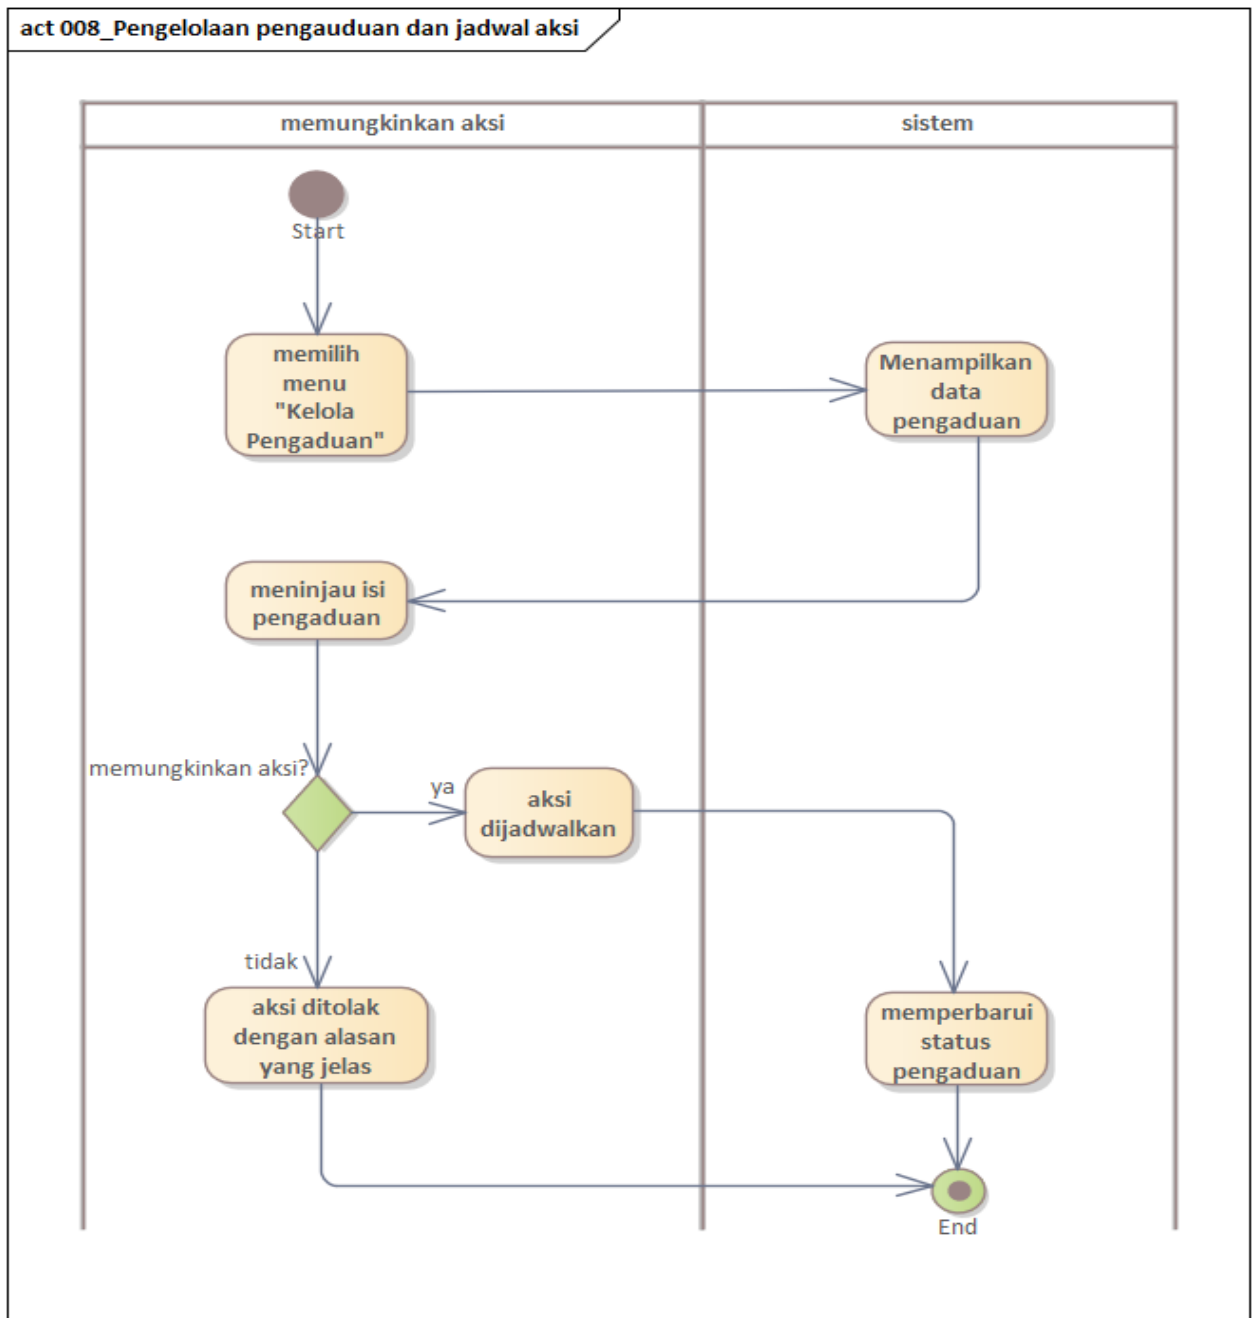 act 008_Pengelolaan pengauduan dan jadwal aksi
memungkinkan aksi
sistem
Start
memilih
menu
"Kelola
Pengaduan"
Menampilkan
data
pengaduan
meninjau isi
pengaduan
memungkinkan aksi?
ya
aksi
dijadwalkan
tidak
aksi ditolak
dengan alasan
yang jelas
memperbarui
status
pengaduan
End